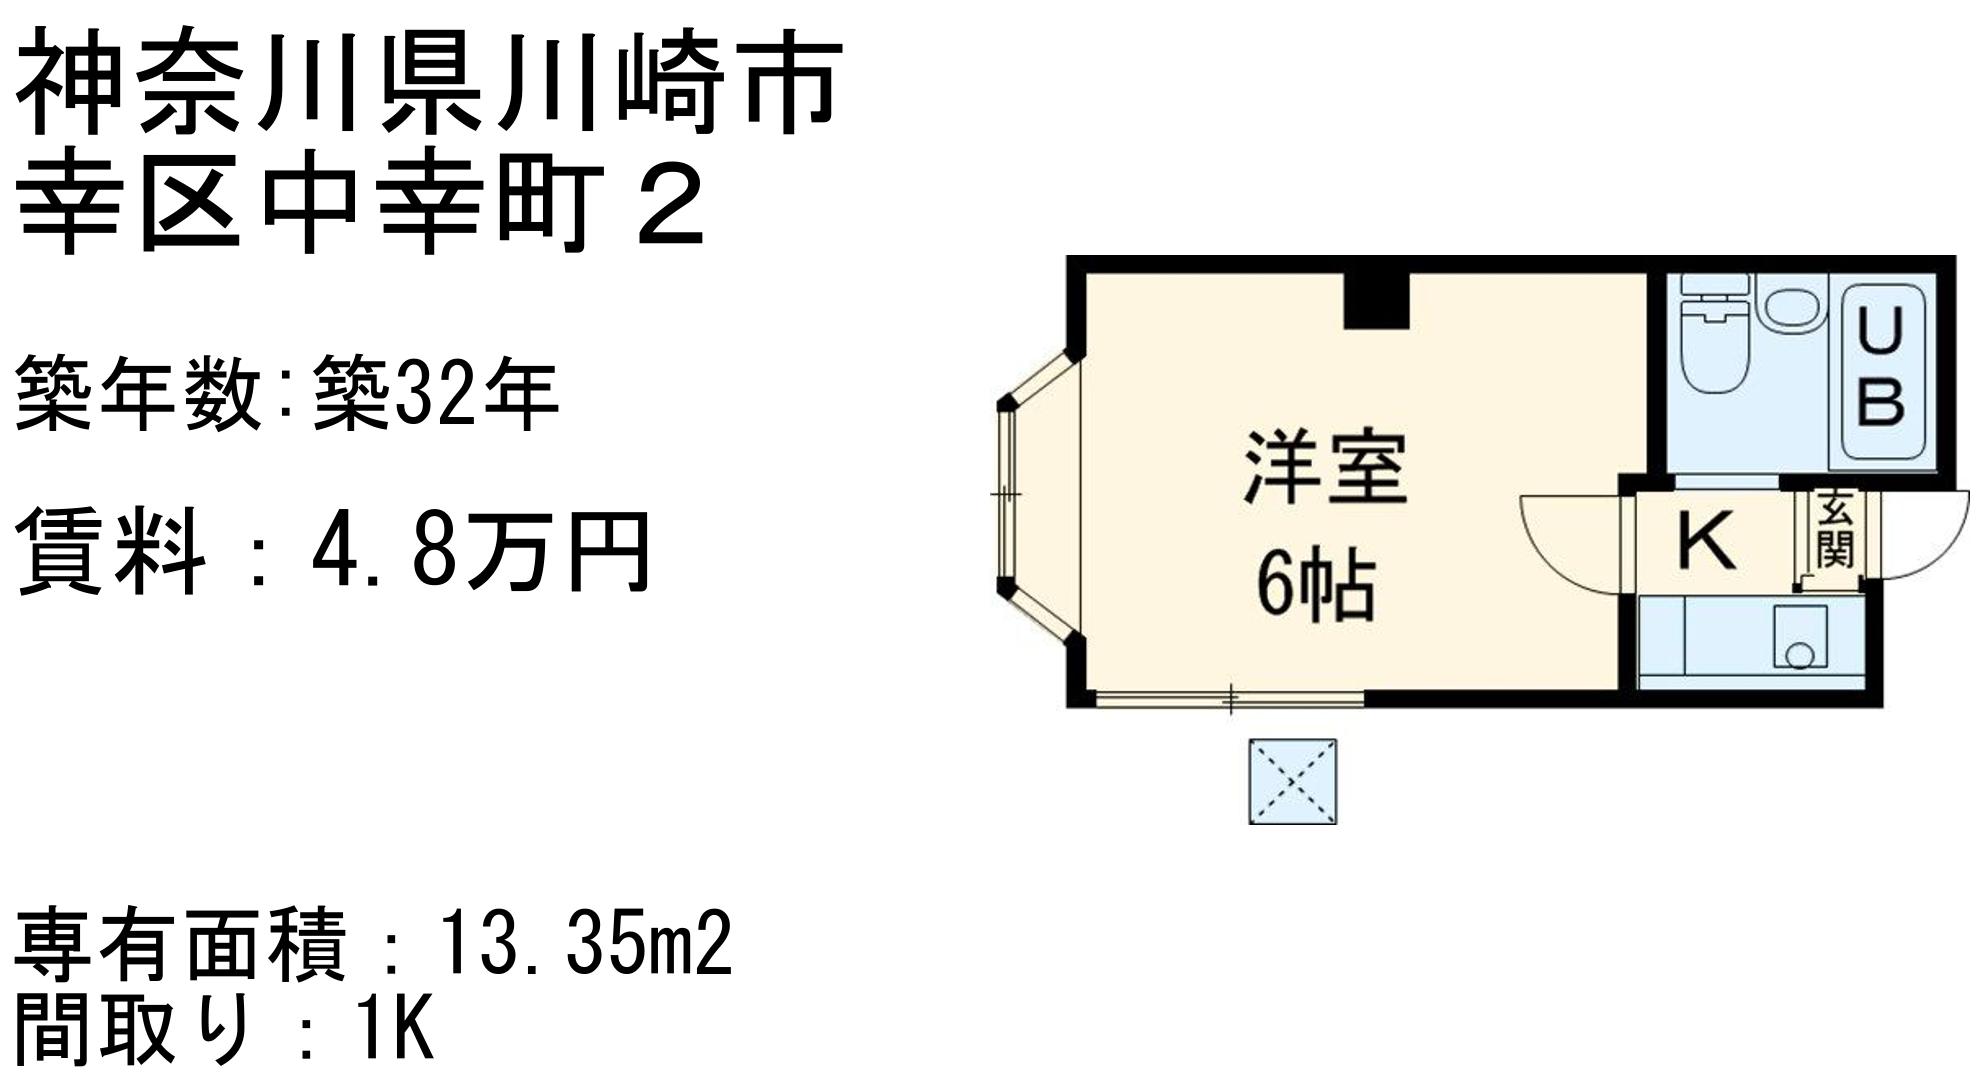 神奈川県川崎市
幸区中幸町２
築年数:築32年
賃料：4.8万円
専有面積：13.35m2
間取り：1K
洋室
6帖
UB
K
玄関